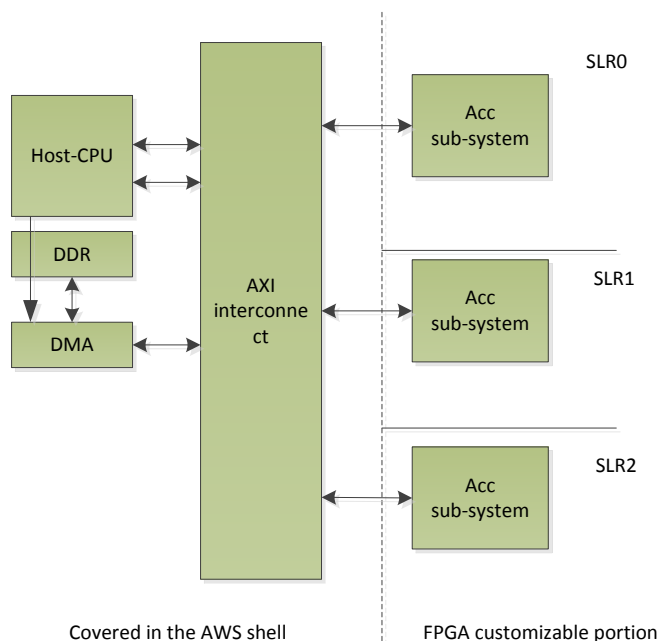 SLR0
Acc
sub-system
Host-CPU
DDR
DMA
AXI
interconne
ct
SLR1
Acc
sub-system
SLR2
Acc
sub-system
Covered in the AWS shell
FPGA customizable portion